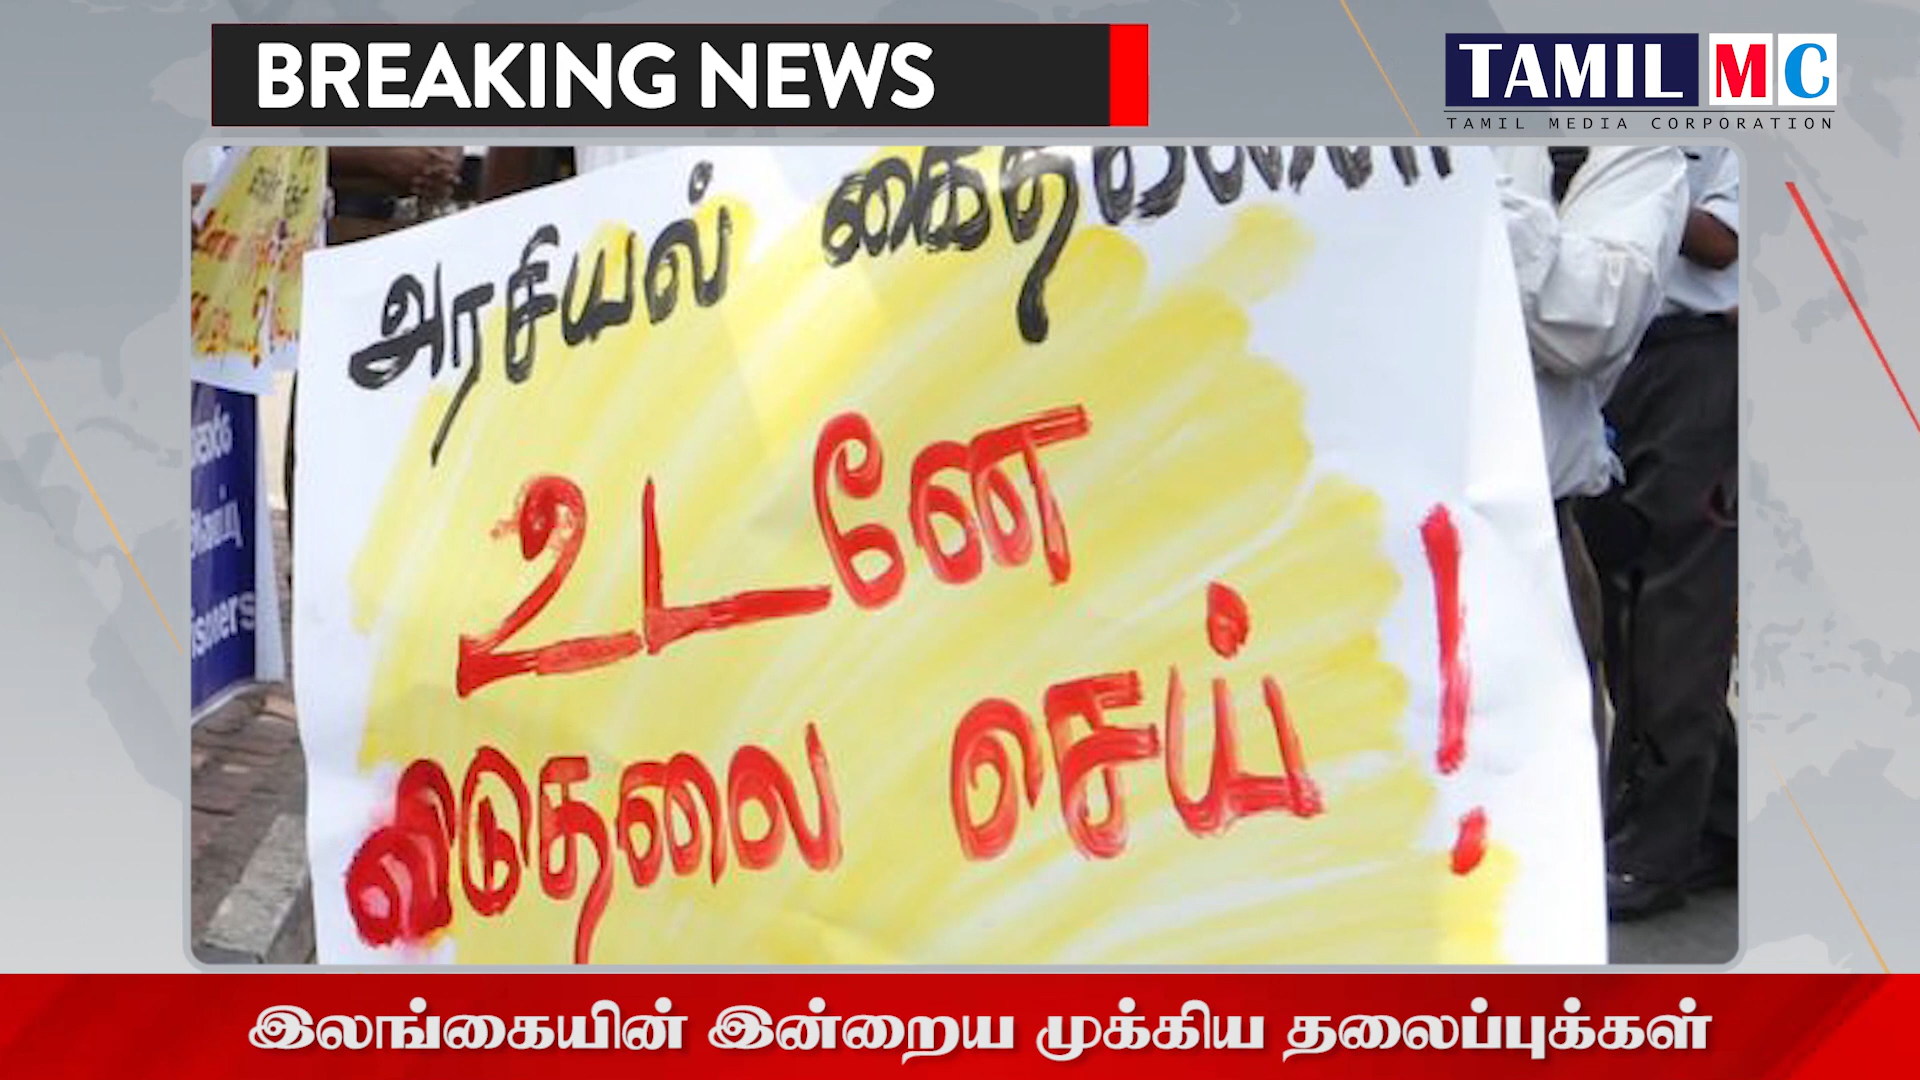 BREAKING NEWS
TAMIL MC
TAMIL MEDIA CORPORATION
அரசியல் கைதிகளை
உடனே
விடுதலை செய் !
இலங்கையின் இன்றைய முக்கிய தலைப்புக்கள்